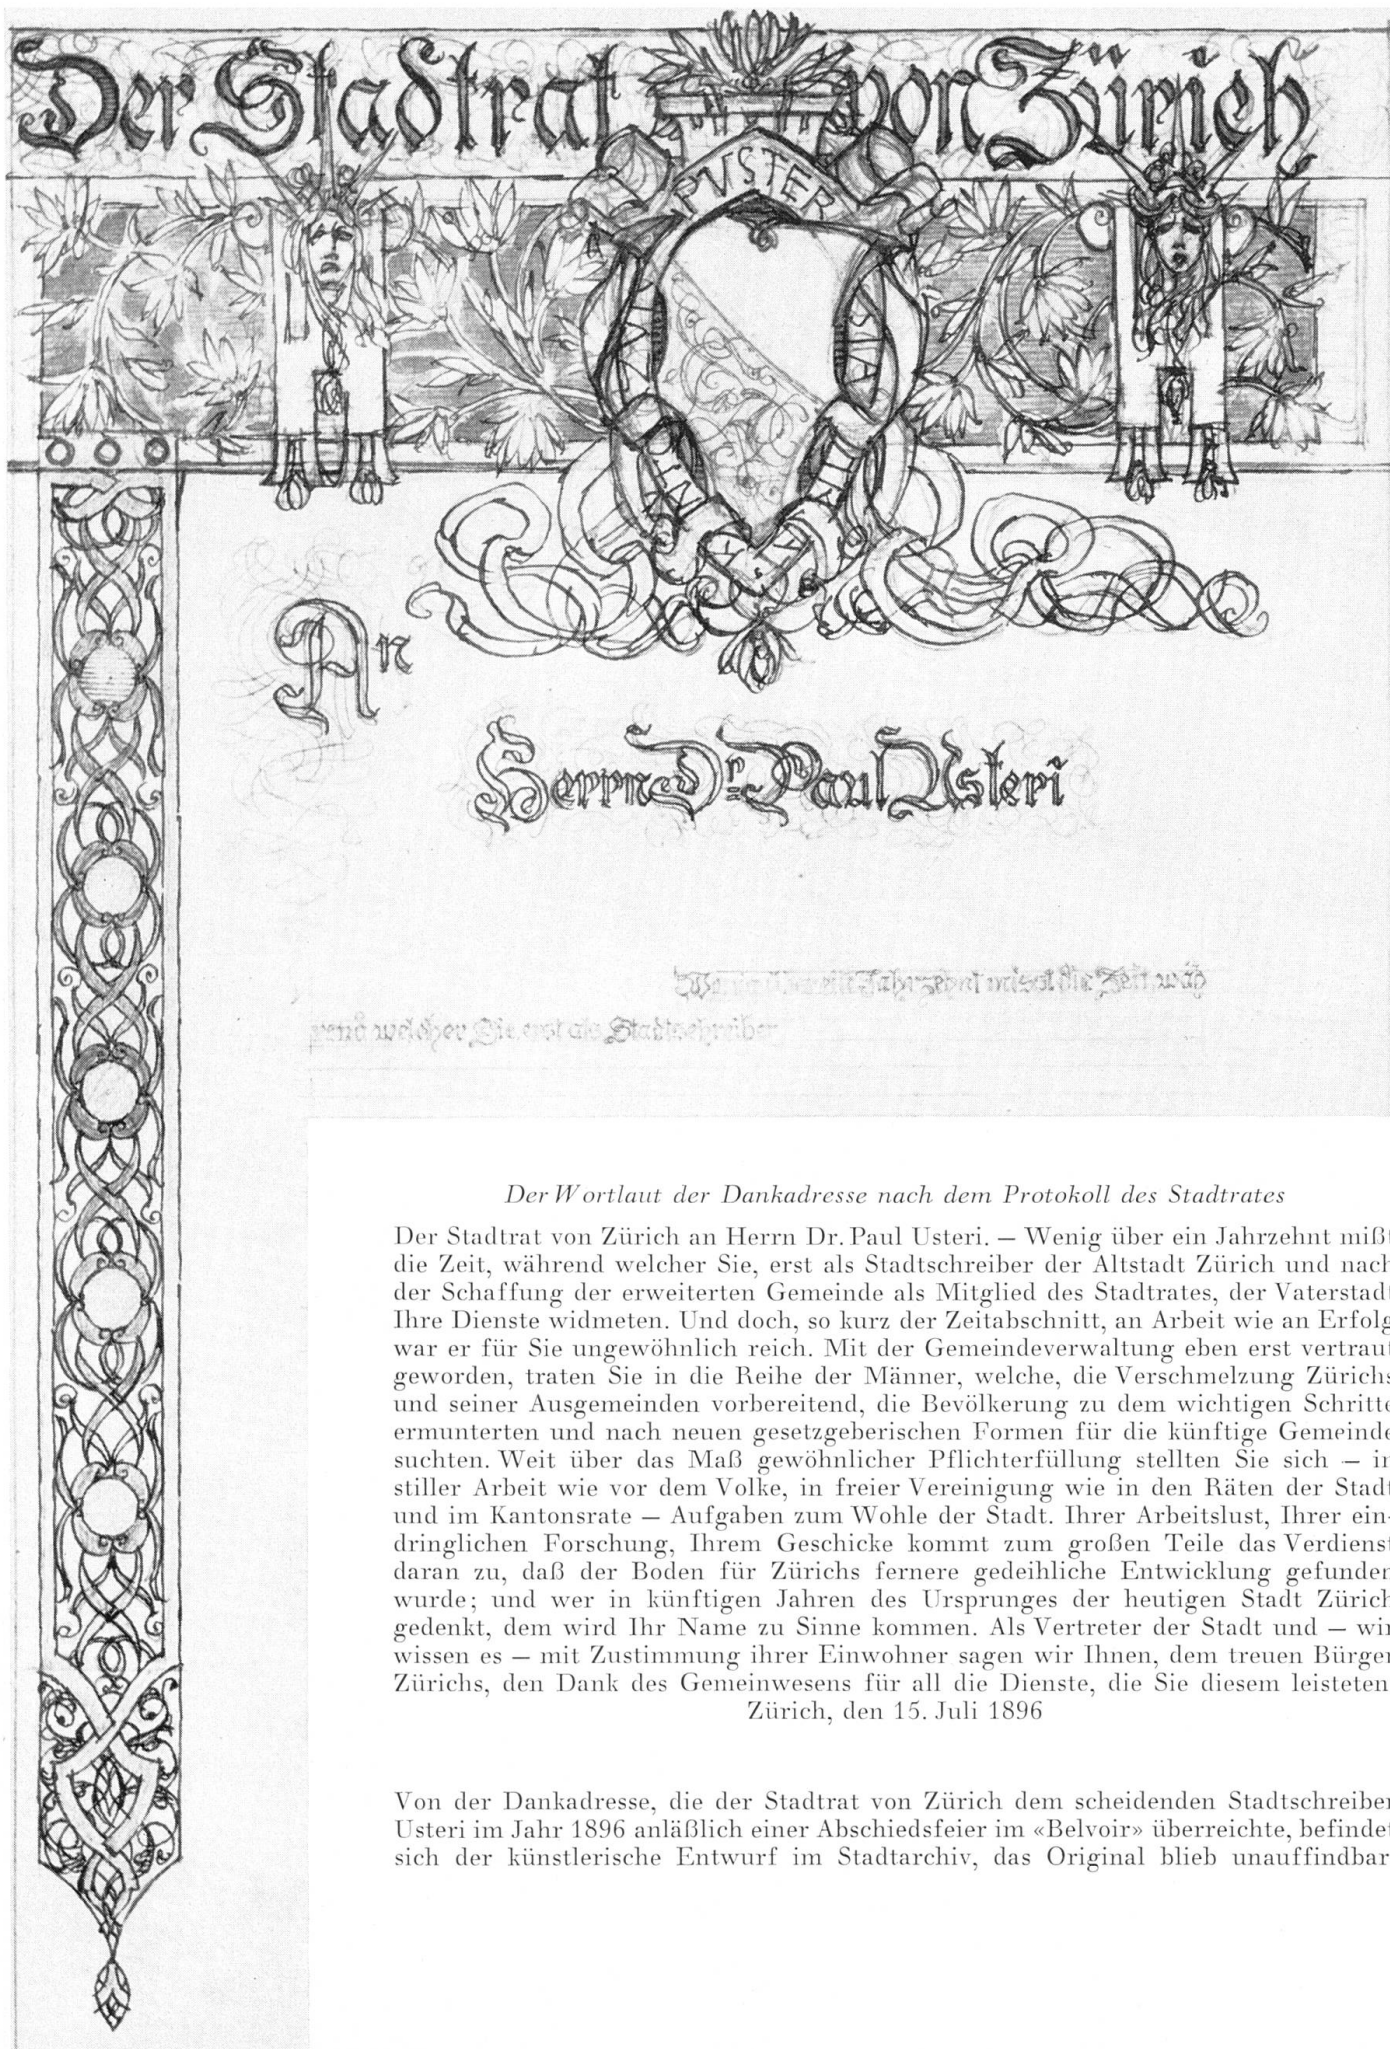 Der Stadtrat von Zürich
PUSTERI
An
Herrn Dr. Paul Usteri
Jahrzehnt misst die Zeit, wäh
rend welcher Sie, erst als Stadtschreiber
Der Wortlaut der Dankadresse nach dem Protokoll des Stadtrates
Der Stadtrat von Zürich an Herrn Dr. Paul Usteri. – Wenig über ein Jahrzehnt mißt
die Zeit, während welcher Sie, erst als Stadtschreiber der Altstadt Zürich und nach
der Schaffung der erweiterten Gemeinde als Mitglied des Stadtrates, der Vaterstadt
Ihre Dienste widmeten. Und doch, so kurz der Zeitabschnitt, an Arbeit wie an Erfolg
war er für Sie ungewöhnlich reich. Mit der Gemeindeverwaltung eben erst vertraut
geworden, traten Sie in die Reihe der Männer, welche, die Verschmelzung Zürichs
und seiner Ausgemeinden vorbereitend, die Bevölkerung zu dem wichtigen Schritte
ermunterten und nach neuen gesetzgeberischen Formen für die künftige Gemeinde
suchten. Weit über das Maß gewöhnlicher Pflichterfüllung stellten Sie sich – in
stiller Arbeit wie vor dem Volke, in freier Vereinigung wie in den Räten der Stadt
und im Kantonsrate – Aufgaben zum Wohle der Stadt. Ihrer Arbeitslust, Ihrer ein-
dringlichen Forschung, Ihrem Geschicke kommt zum großen Teile das Verdienst
daran zu, daß der Boden für Zürichs fernere gedeihliche Entwicklung gefunden
wurde; und wer in künftigen Jahren des Ursprunges der heutigen Stadt Zürich
gedenkt, dem wird Ihr Name zu Sinne kommen. Als Vertreter der Stadt und – wir
wissen es – mit Zustimmung ihrer Einwohner sagen wir Ihnen, dem treuen Bürger
Zürichs, den Dank des Gemeinwesens für all die Dienste, die Sie diesem leisteten
Zürich, den 15. Juli 1896
Von der Dankadresse, die der Stadtrat von Zürich dem scheidenden Stadtschreiber
Usteri im Jahr 1896 anläßlich einer Abschiedsfeier im «Belvoir» überreichte, befindet
sich der künstlerische Entwurf im Stadtarchiv, das Original blieb unauffindbar